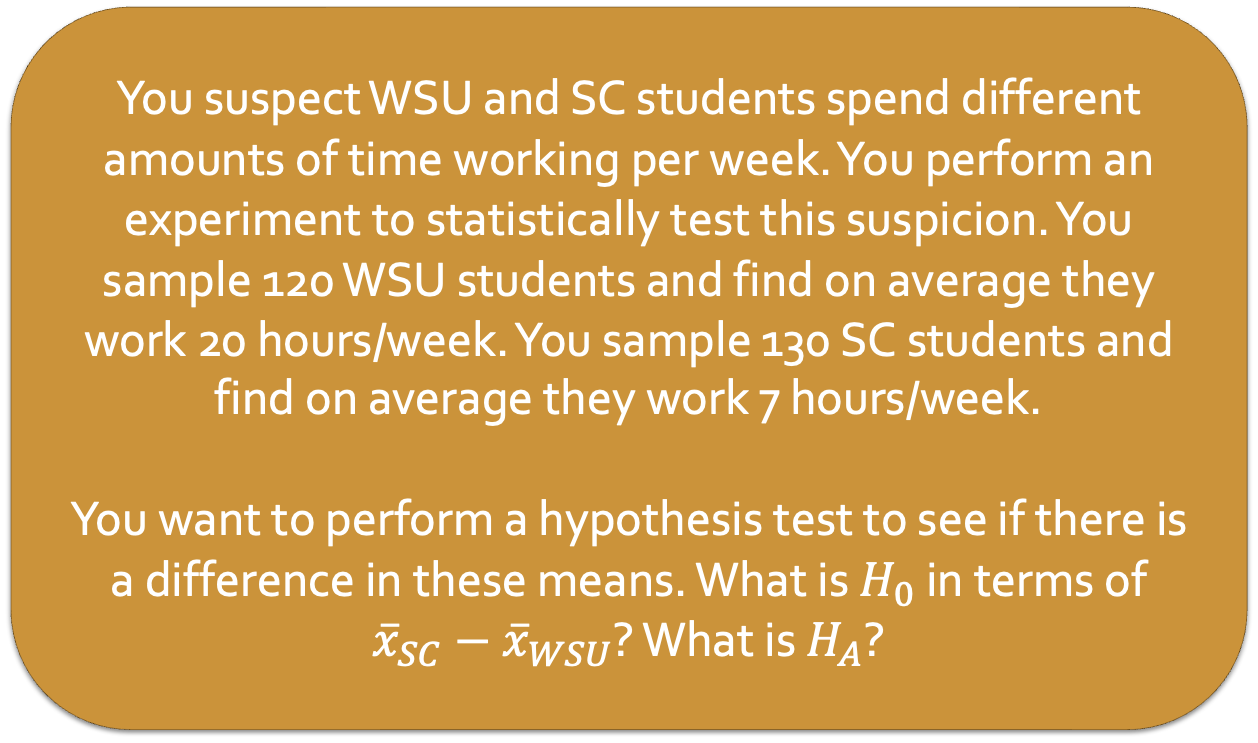 You suspect WSU and SC students spend different
amounts of time working per week. You perform an
experiment to statistically test this suspicion. You
sample 120 WSU students and find on average they
work 20 hours/week. You sample 130 SC students and
find on average they work 7 hours/week.
You want to perform a hypothesis test to see if there is
a difference in these means. What is H₀ in terms of
x̄_SC − x̄_WSU? What is H_A?